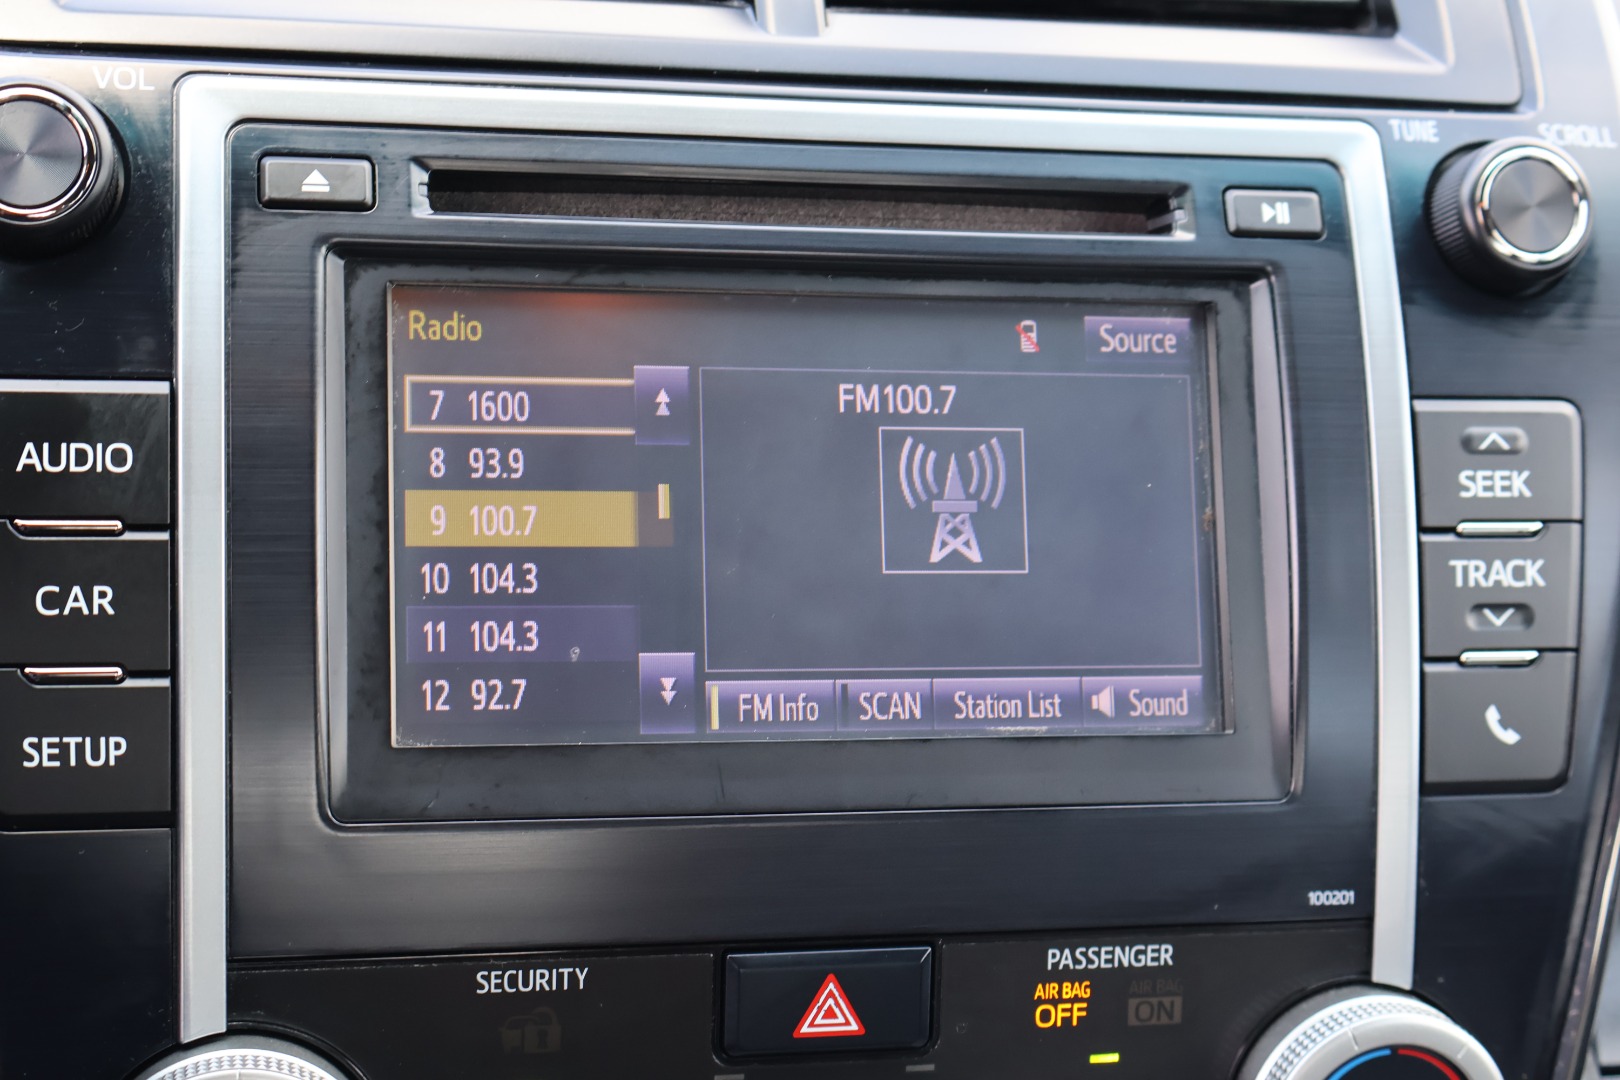 VOL
TUNE
SCROLL
AUDIO
CAR
SETUP
Radio
Source
7 1600
8 93.9
9 100.7
10 104.3
11 104.3
12 92.7
FM100.7
FM Info
SCAN
Station List
Sound
SEEK
TRACK
100201
SECURITY
PASSENGER
AIR BAG
OFF
AIR BAG
ON